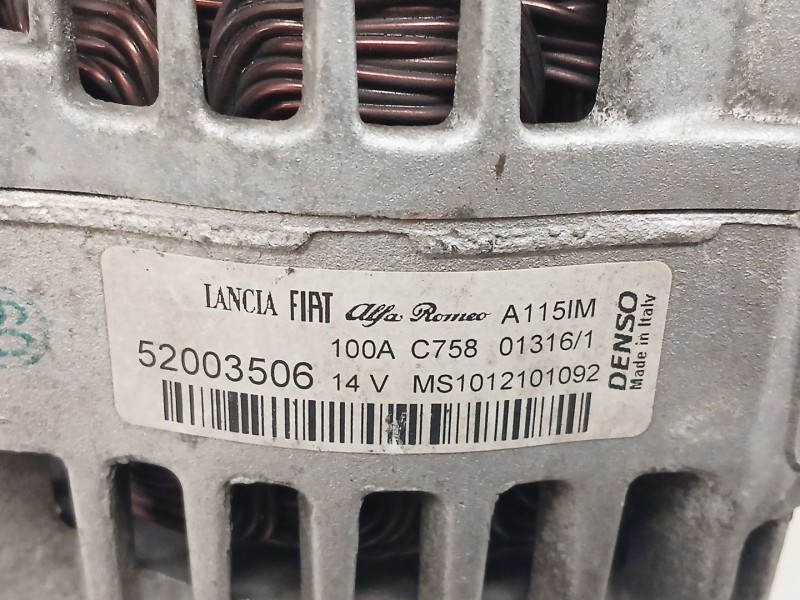 LANCIA FIAT Alfa Romeo A115IM
52003506 100A C758 01316/1
14 V MS1012101092
DENSO
Made in Italy